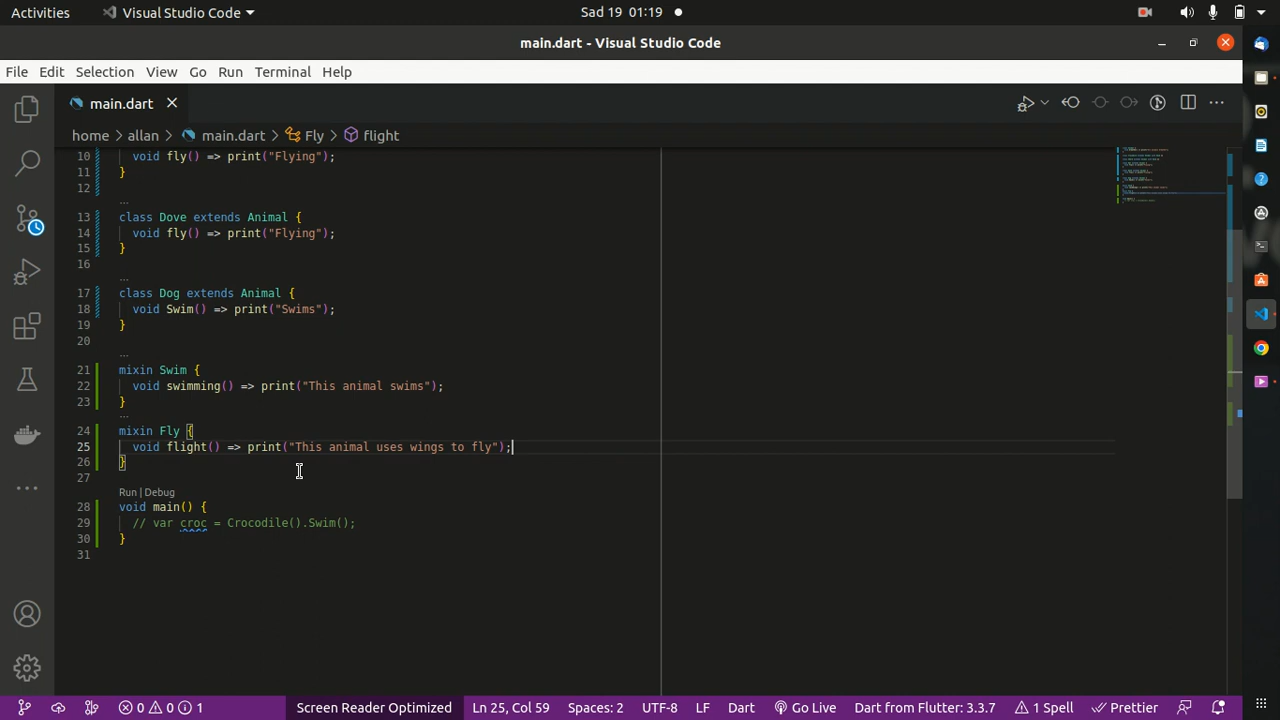 Activities Visual Studio Code Sad 19 01:19
main.dart - Visual Studio Code
File Edit Selection View Go Run Terminal Help
main.dart
home > allan > main.dart > Fly > flight
10 void fly() => print("Flying");
11 }
12
...
13 class Dove extends Animal {
14 void fly() => print("Flying");
15 }
16
...
17 class Dog extends Animal {
18 void Swim() => print("Swims");
19 }
20
...
21 mixin Swim {
22 void swimming() => print("This animal swims");
23 }
...
24 mixin Fly {
25 void flight() => print("This animal uses wings to fly");
26 }
27
Run | Debug
28 void main() {
29 // var croc = Crocodile().Swim();
30 }
31
0 0 1 Screen Reader Optimized Ln 25, Col 59 Spaces: 2 UTF-8 LF Dart Go Live Dart from Flutter: 3.3.7 1 Spell Prettier